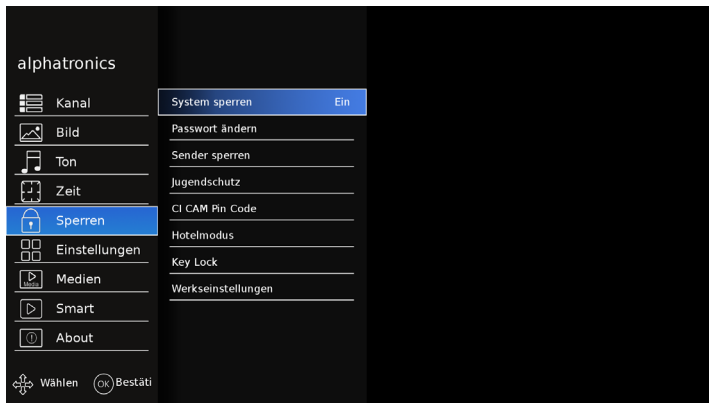 alphatronics
Kanal
Bild
Ton
Zeit
Sperren
Einstellungen
Media
Medien
Smart
About
Wählen OK Bestäti
System sperren Ein
Passwort ändern
Sender sperren
Jugendschutz
CI CAM Pin Code
Hotelmodus
Key Lock
Werkseinstellungen